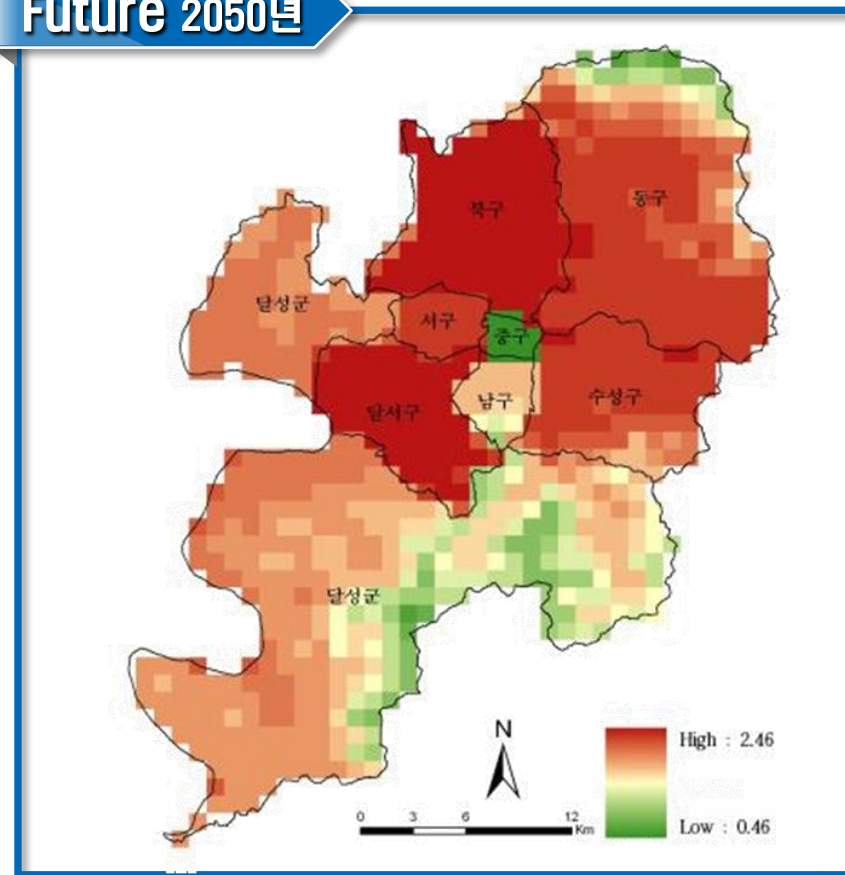 Future 2050년
북구
동구
달성군
서구
중구
달서구
남구
수성구
달성군
N
0 3 6 12
Km
High : 2.46
Low : 0.46